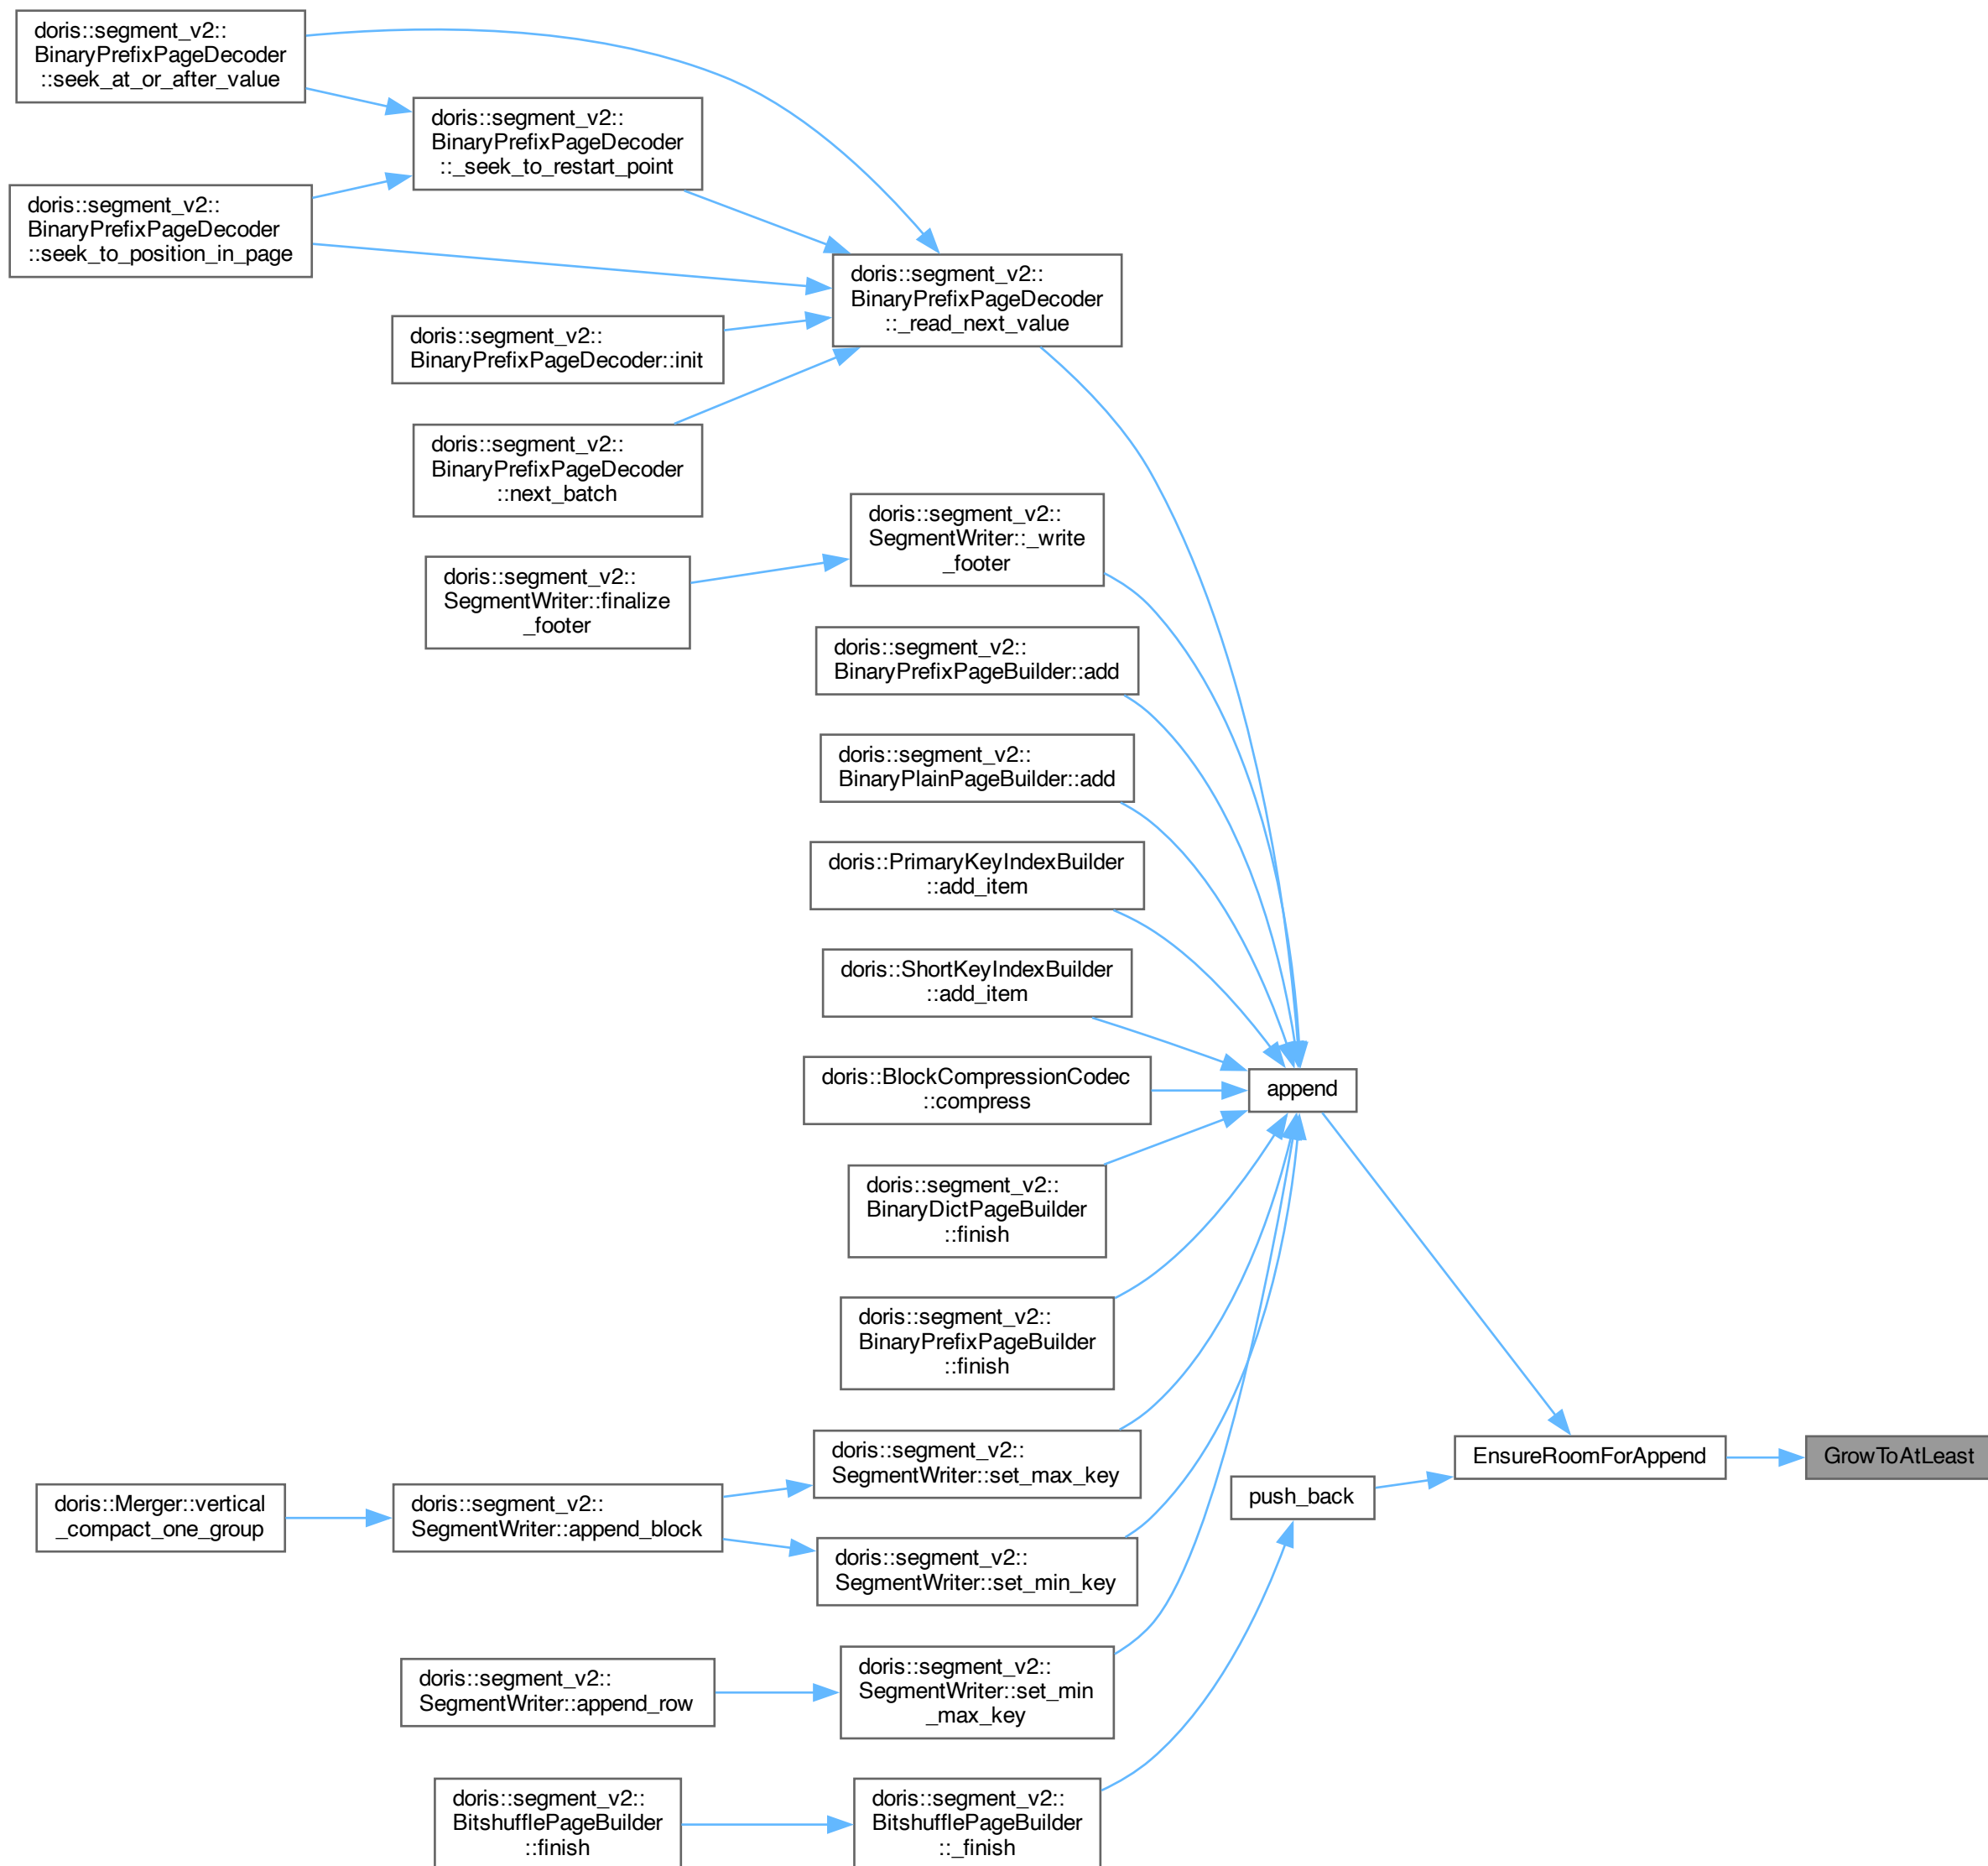 doris::segment_v2::
BinaryPrefixPageDecoder
::seek_at_or_after_value
doris::segment_v2::
BinaryPrefixPageDecoder
::_seek_to_restart_point
doris::segment_v2::
BinaryPrefixPageDecoder
::seek_to_position_in_page
doris::segment_v2::
BinaryPrefixPageDecoder
::_read_next_value
doris::segment_v2::
BinaryPrefixPageDecoder::init
doris::segment_v2::
BinaryPrefixPageDecoder
::next_batch
doris::segment_v2::
SegmentWriter::_write
_footer
doris::segment_v2::
SegmentWriter::finalize
_footer
doris::segment_v2::
BinaryPrefixPageBuilder::add
doris::segment_v2::
BinaryPlainPageBuilder::add
doris::PrimaryKeyIndexBuilder
::add_item
doris::ShortKeyIndexBuilder
::add_item
doris::BlockCompressionCodec
::compress
append
doris::segment_v2::
BinaryDictPageBuilder
::finish
doris::segment_v2::
BinaryPrefixPageBuilder
::finish
doris::segment_v2::
SegmentWriter::set_max_key
EnsureRoomForAppend
GrowToAtLeast
push_back
doris::Merger::vertical
_compact_one_group
doris::segment_v2::
SegmentWriter::append_block
doris::segment_v2::
SegmentWriter::set_min_key
doris::segment_v2::
SegmentWriter::append_row
doris::segment_v2::
SegmentWriter::set_min
_max_key
doris::segment_v2::
BitshufflePageBuilder
::finish
doris::segment_v2::
BitshufflePageBuilder
::_finish